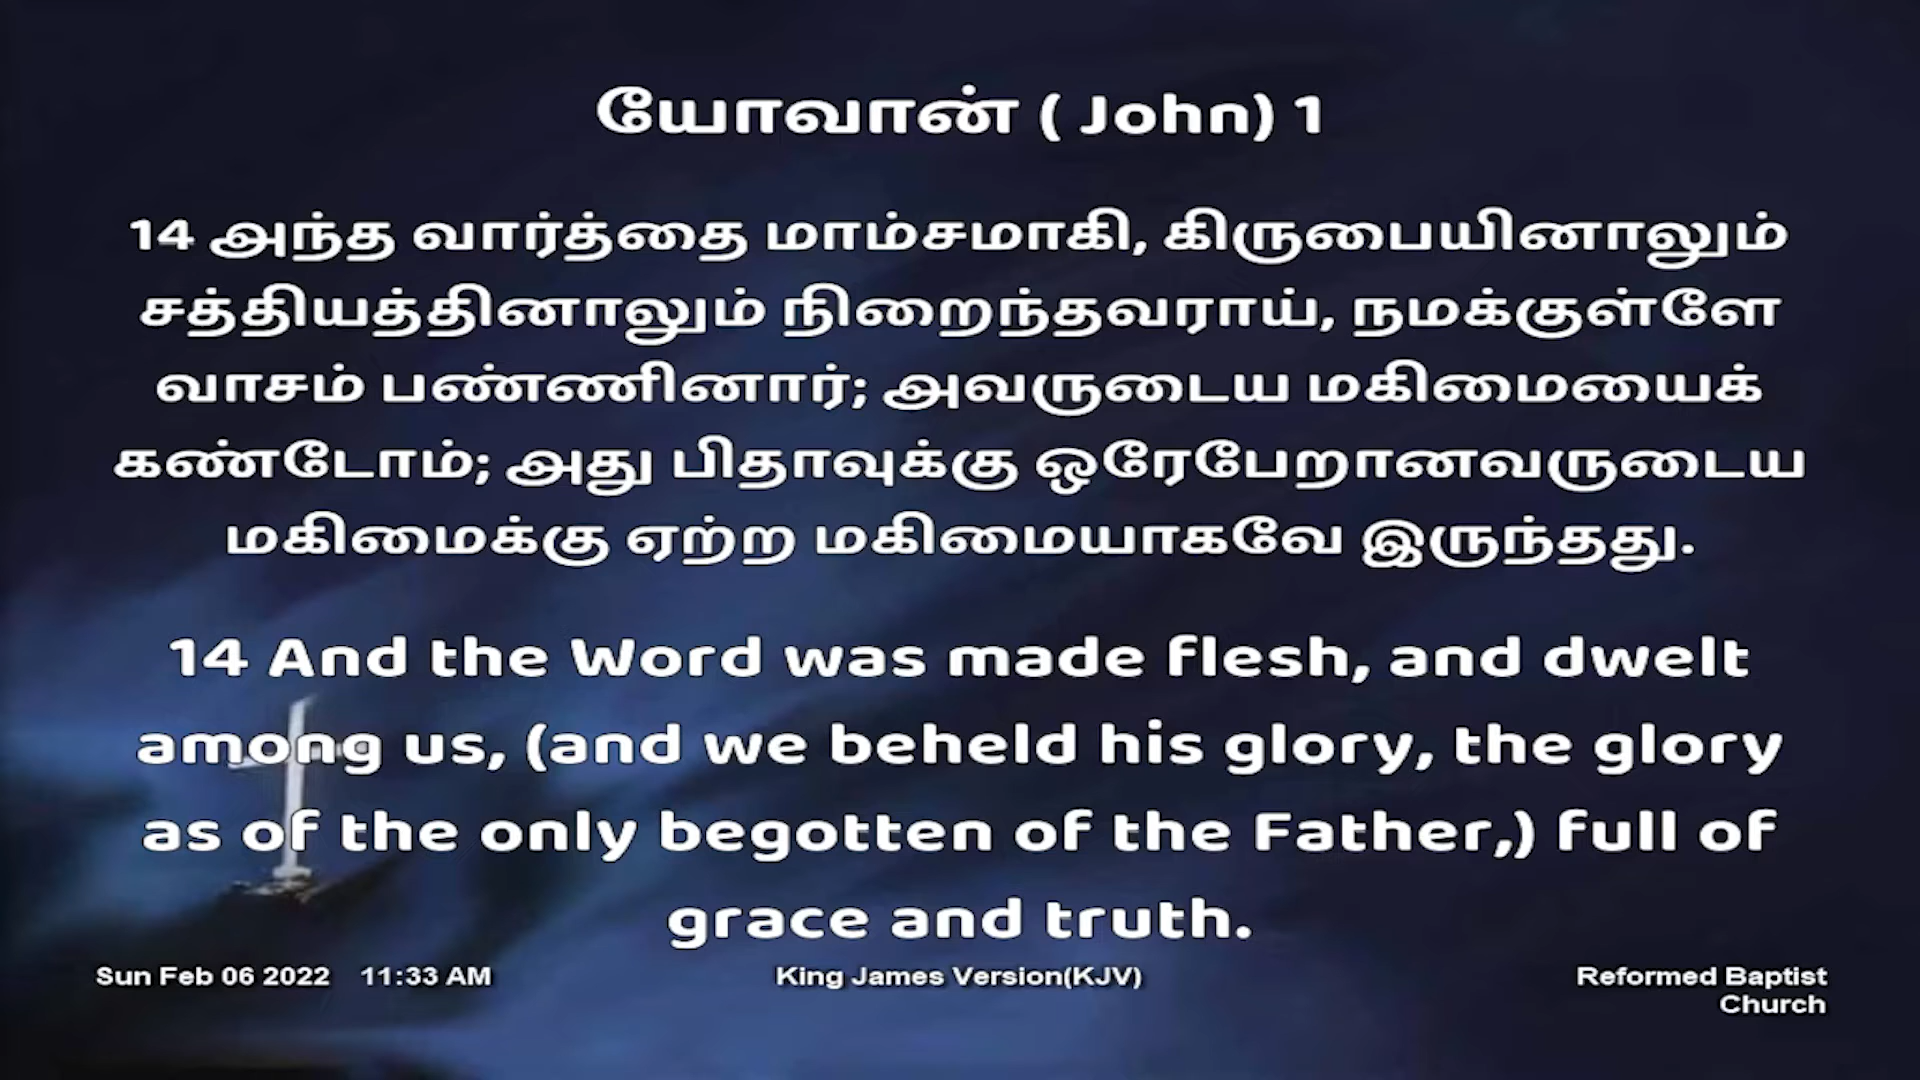 யோவான் ( John) 1
14 அந்த வார்த்தை மாம்சமாகி, கிருபையினாலும்
சத்தியத்தினாலும் நிறைந்தவராய், நமக்குள்ளே
வாசம் பண்ணினார்; அவருடைய மகிமையைக்
கண்டோம்; அது பிதாவுக்கு ஒரேபேறானவருடைய
மகிமைக்கு ஏற்ற மகிமையாகவே இருந்தது.
14 And the Word was made flesh, and dwelt
among us, (and we beheld his glory, the glory
as of the only begotten of the Father,) full of
grace and truth.
Sun Feb 06 2022 11:33 AM
King James Version(KJV)
Reformed Baptist
Church